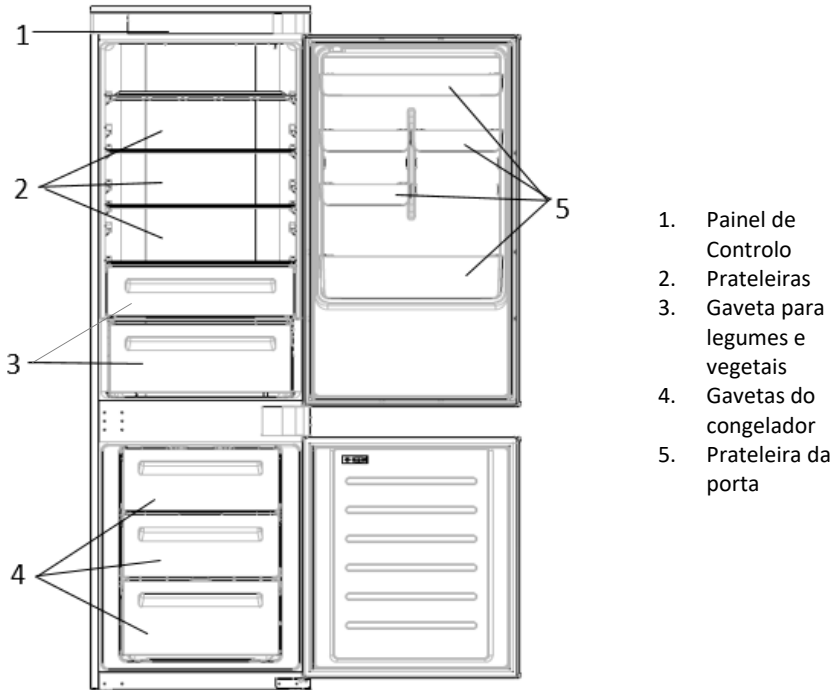 1
2
5
3
4
1. Painel de
Controlo
2. Prateleiras
3. Gaveta para
legumes e
vegetais
4. Gavetas do
congelador
5. Prateleira da
porta